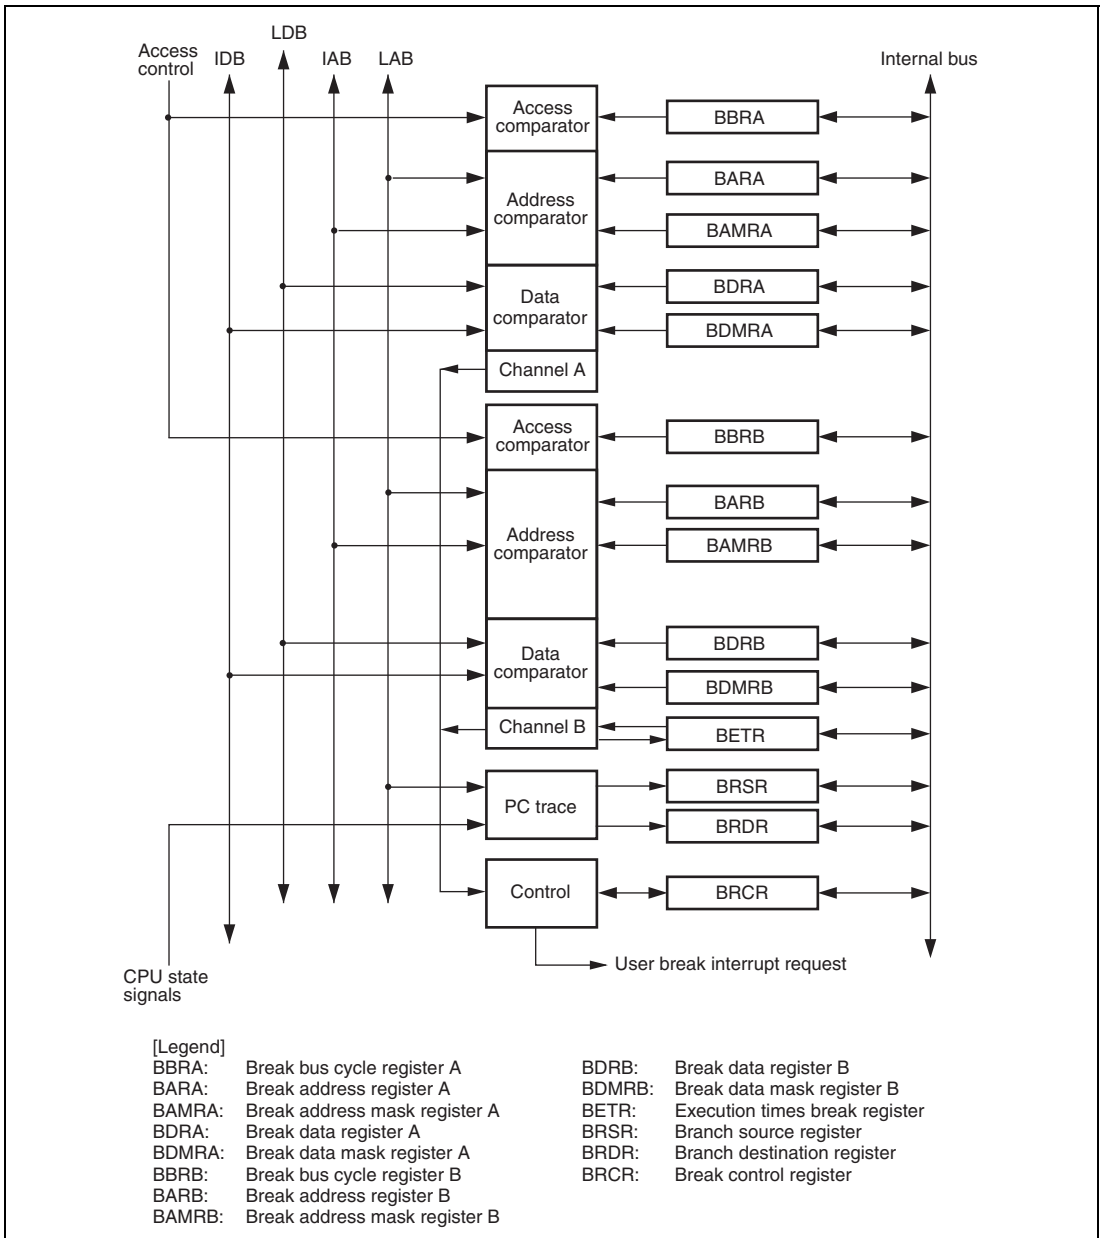 LDB
Access
control
IDB
IAB
LAB
Internal bus
Access
comparator
BBRA
Address
comparator
BARA
BAMRA
Data
comparator
BDRA
BDMRA
Channel A
Access
comparator
BBRB
Address
comparator
BARB
BAMRB
Data
comparator
BDRB
BDMRB
Channel B
BETR
PC trace
BRSR
BRDR
Control
BRCR
User break interrupt request
CPU state
signals
[Legend]
BBRA: Break bus cycle register A
BARA: Break address register A
BAMRA: Break address mask register A
BDRA: Break data register A
BDMRA: Break data mask register A
BBRB: Break bus cycle register B
BARB: Break address register B
BAMRB: Break address mask register B
BDRB: Break data register B
BDMRB: Break data mask register B
BETR: Execution times break register
BRSR: Branch source register
BRDR: Branch destination register
BRCR: Break control register